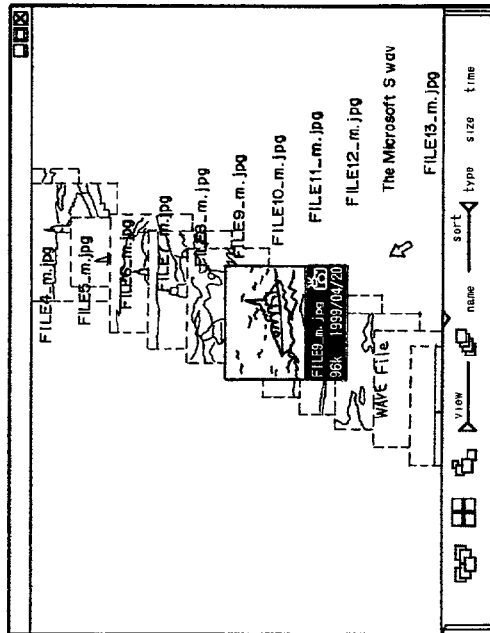 FILE4_m.jpg
FILE5_m.jpg
FILE6_m.jpg
FILE7_m.jpg
FILE8_m.jpg
FILE9_m.jpg
FILE10_m.jpg
FILE11_m.jpg
FILE12_m.jpg
The Microsoft S wav
FILE13_m.jpg
FILE9_m.jpg
96k 1999/04/20
WAVE File
view
sort
name type size time